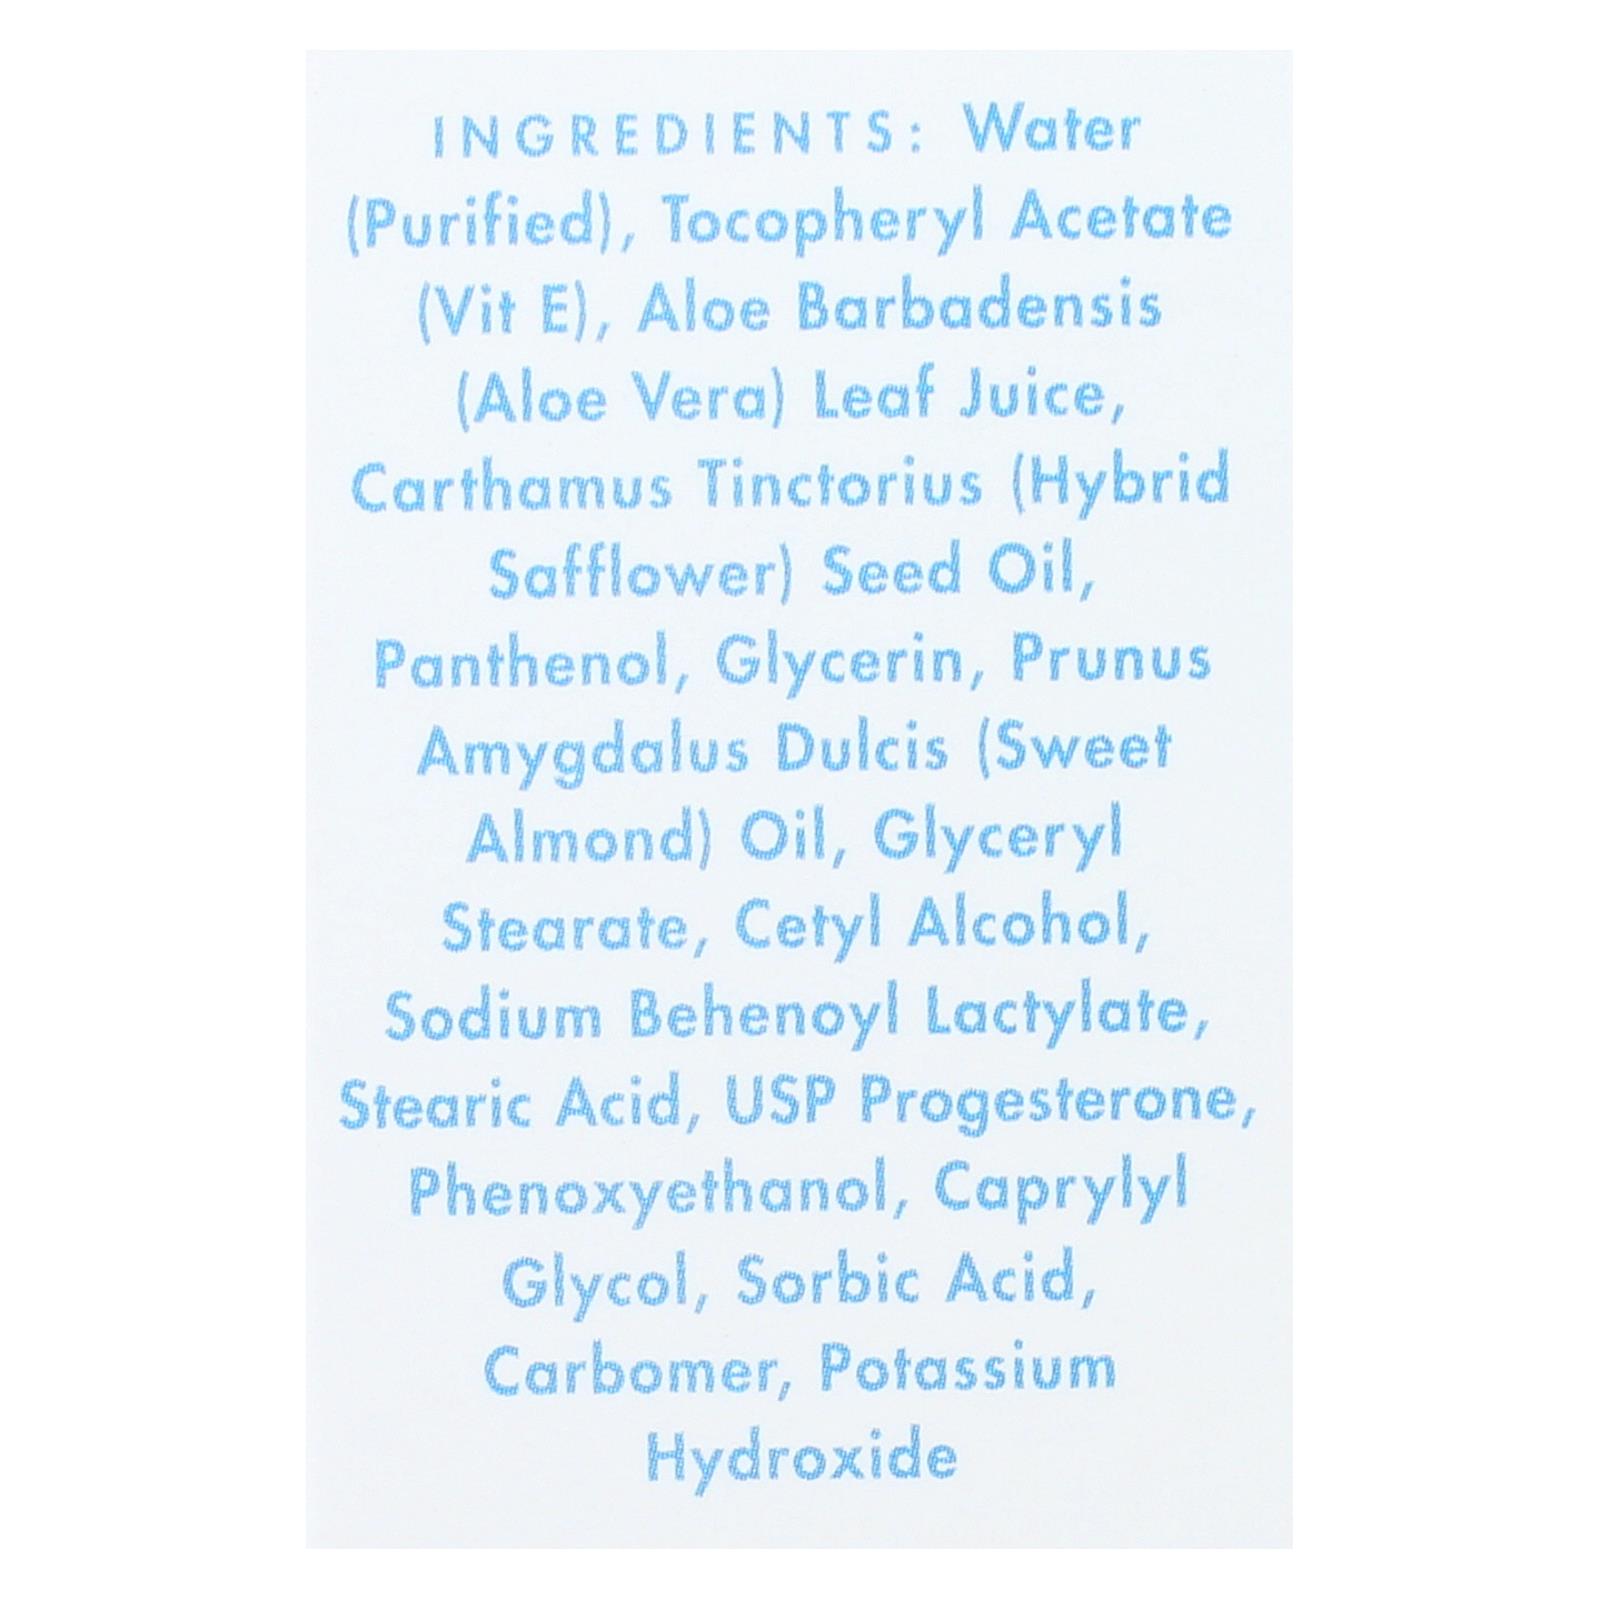 INGREDIENTS: Water
(Purified), Tocopheryl Acetate
(Vit E), Aloe Barbadensis
(Aloe Vera) Leaf Juice,
Carthamus Tinctorius (Hybrid
Safflower) Seed Oil,
Panthenol, Glycerin, Prunus
Amygdalus Dulcis (Sweet
Almond) Oil, Glyceryl
Stearate, Cetyl Alcohol,
Sodium Behenoyl Lactylate,
Stearic Acid, USP Progesterone,
Phenoxyethanol, Caprylyl
Glycol, Sorbic Acid,
Carbomer, Potassium
Hydroxide